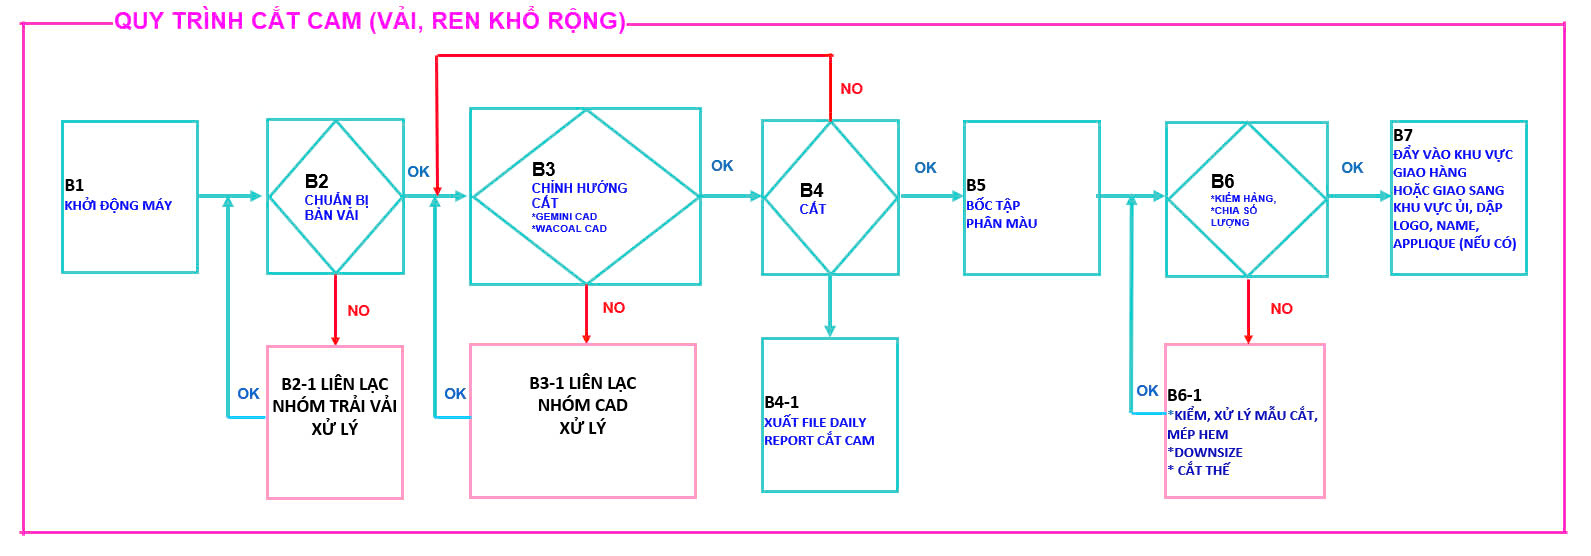 QUY TRÌNH CẮT CAM (VẢI, REN KHỔ RỘNG)
B1
KHỞI ĐỘNG MÁY
B2
CHUẨN BỊ
BÀN VẢI
OK
NO
B2-1 LIÊN LẠC
NHÓM TRẢI VẢI
XỬ LÝ
OK
B3
CHỈNH HƯỚNG
CẮT
*GEMINI CAD
*WACOAL CAD
OK
NO
B3-1 LIÊN LẠC
NHÓM CAD
XỬ LÝ
OK
NO
B4
CẮT
OK
B4-1
XUẤT FILE DAILY
REPORT CẮT CAM
B5
BỐC TẬP
PHÂN MÀU
B6
*KIỂM HÀNG,
*CHIA SỐ
LƯỢNG
OK
NO
B6-1
*KIỂM, XỬ LÝ MẪU CẮT,
MÉP HEM
*DOWNSIZE
* CẮT THẾ
OK
B7
ĐẨY VÀO KHU VỰC
GIAO HÀNG
HOẶC GIAO SANG
KHU VỰC ỦI, DẬP
LOGO, NAME,
APPLIQUE (NẾU CÓ)